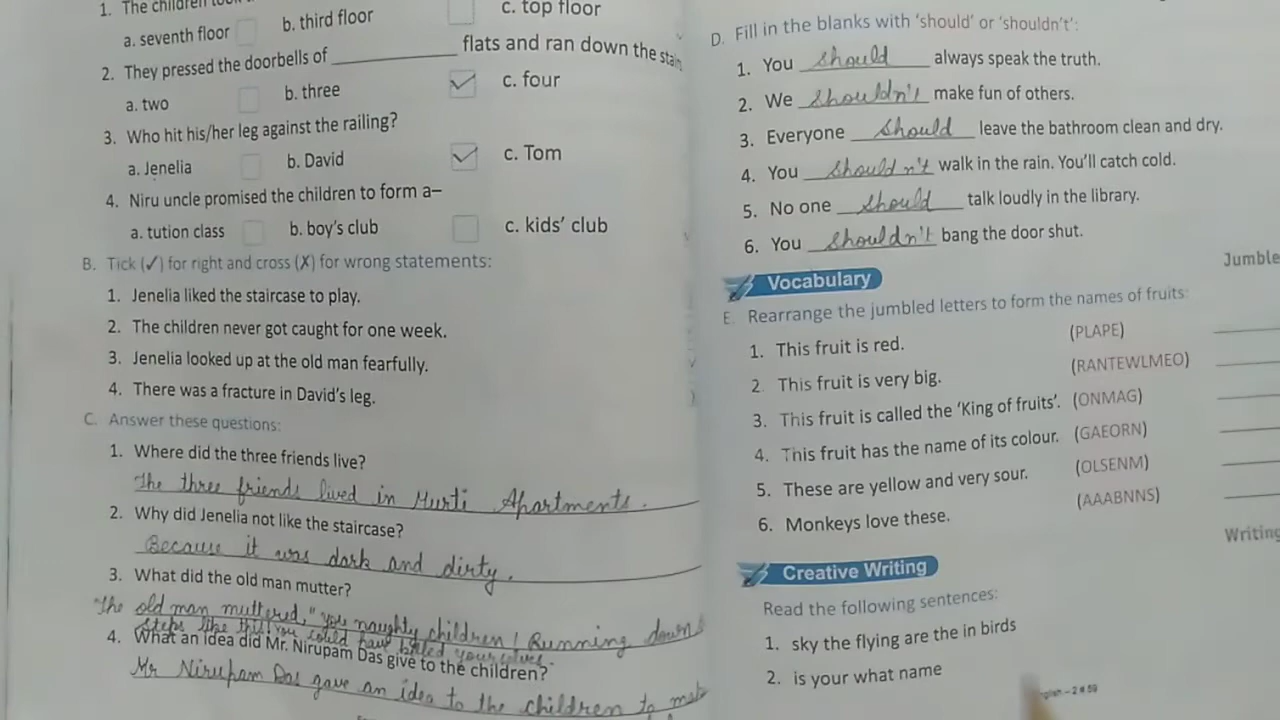 1. The children took
a. seventh floor b. third floor c. top floor
2. They pressed the doorbells of ____________ flats and ran down the stair
a. two b. three ✓ c. four
3. Who hit his/her leg against the railing?
a. Jenelia b. David ✓ c. Tom
4. Niru uncle promised the children to form a–
a. tution class b. boy's club c. kids' club
B. Tick (✓) for right and cross (✗) for wrong statements:
1. Jenelia liked the staircase to play.
2. The children never got caught for one week.
3. Jenelia looked up at the old man fearfully.
4. There was a fracture in David's leg.
C. Answer these questions:
1. Where did the three friends live?
The three friends lived in Murti Apartments.
2. Why did Jenelia not like the staircase?
Because it was dark and dirty.
3. What did the old man mutter?
"The old man muttered, "You naughty children! Running down
steps like this! You could have killed yourselves.
4. What an idea did Mr. Nirupam Das give to the children?
Mr Nirupam Das gave an idea to the children to
D. Fill in the blanks with 'should' or 'shouldn't':
1. You should always speak the truth.
2. We shouldn't make fun of others.
3. Everyone should leave the bathroom clean and dry.
4. You shouldn't walk in the rain. You'll catch cold.
5. No one should talk loudly in the library.
6. You shouldn't bang the door shut.
Jumble
Vocabulary
E. Rearrange the jumbled letters to form the names of fruits:
1. This fruit is red. (PLAPE)
2. This fruit is very big. (RANTEWLMEO)
3. This fruit is called the 'King of fruits'. (ONMAG)
4. This fruit has the name of its colour. (GAEORN)
5. These are yellow and very sour. (OLSENM)
6. Monkeys love these. (AAABNNS)
Writing
Creative Writing
Read the following sentences:
1. sky the flying are the in birds
2. is your what name
glish – 2 # 59